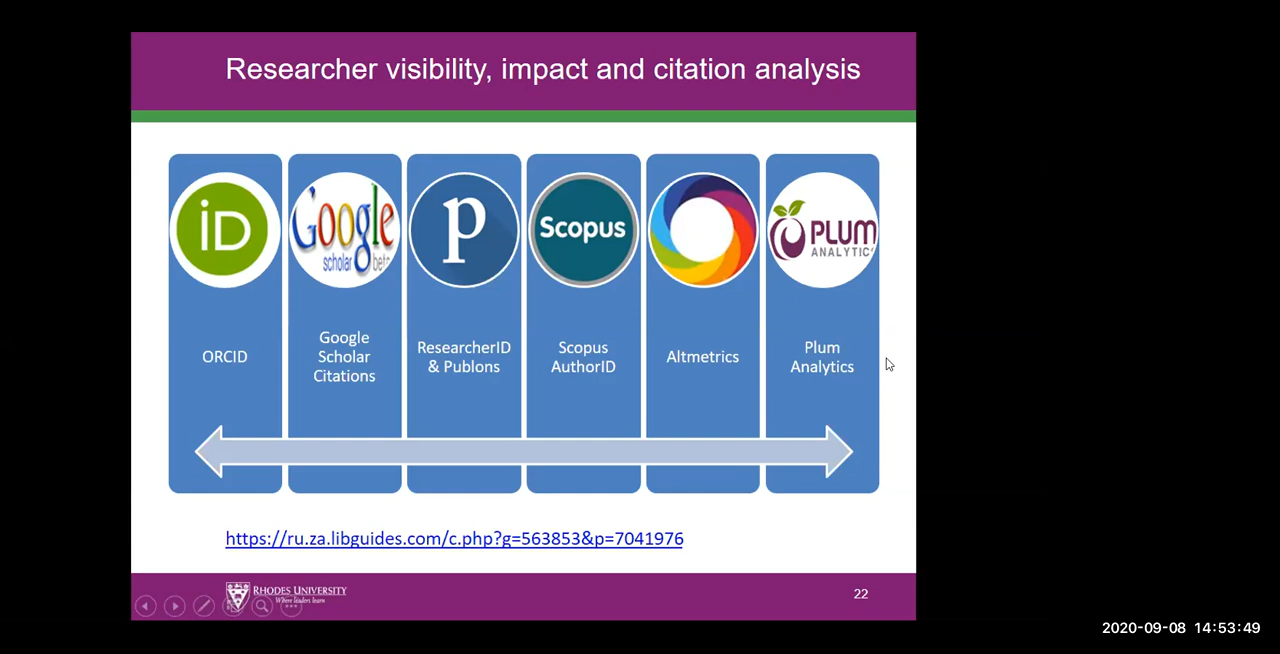 Researcher visibility, impact and citation analysis
iD
Google
scholar beta
p
Scopus
PLUM
ANALYTICS
ORCID
Google
Scholar
Citations
ResearcherID
& Publons
Scopus
AuthorID
Altmetrics
Plum
Analytics
https://ru.za.libguides.com/c.php?g=563853&p=7041976
RHODES UNIVERSITY
Where leaders learn
22
2020-09-08 14:53:49